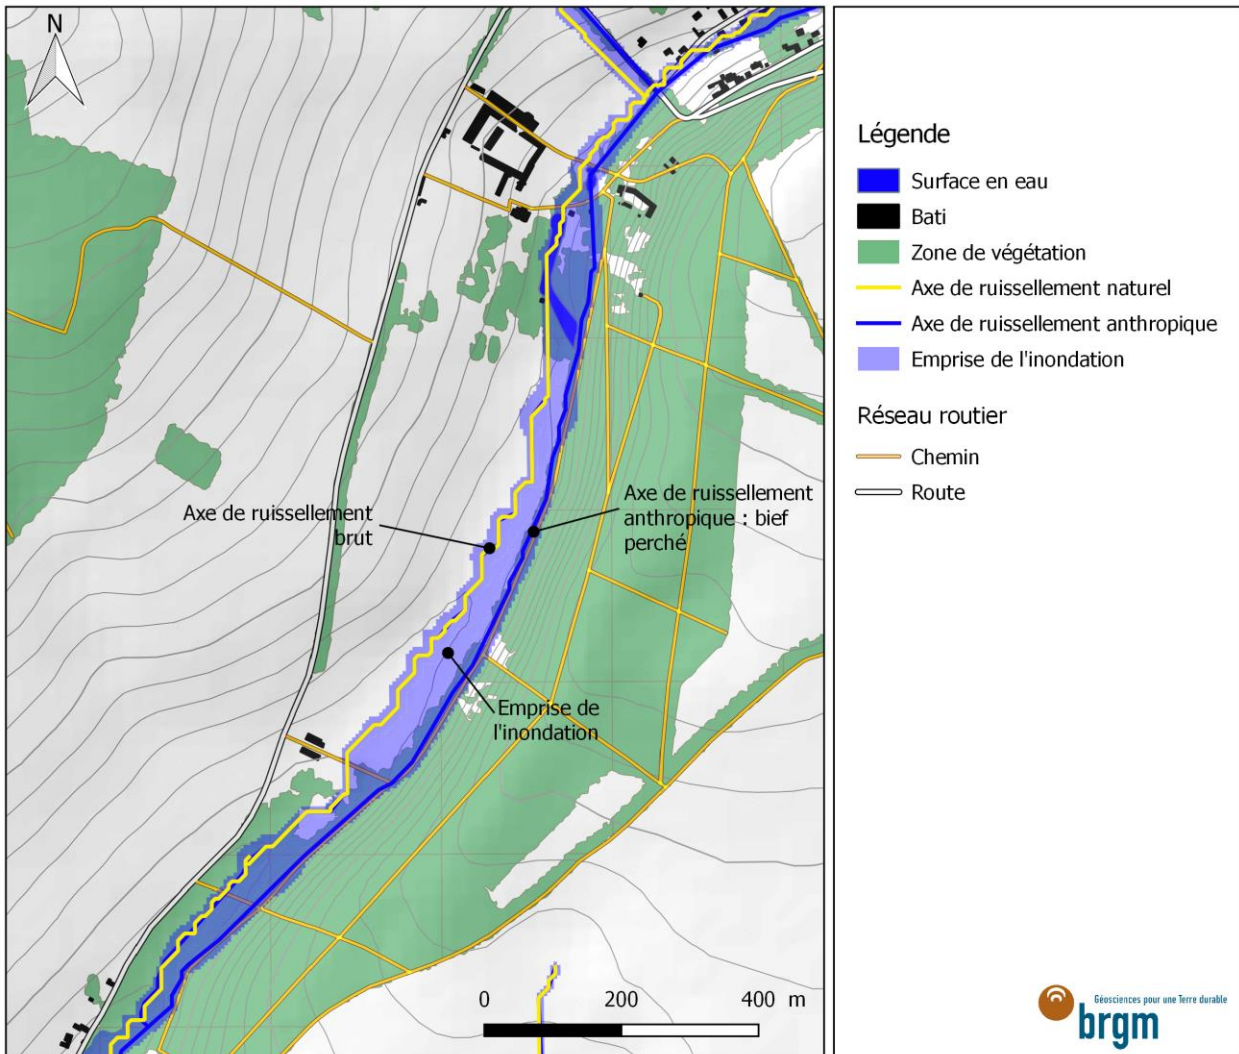 N
Axe de ruissellement
brut
Axe de ruissellement
anthropique : bief
perché
Emprise de
l'inondation
0 200 400 m
Légende
Surface en eau
Bati
Zone de végétation
Axe de ruissellement naturel
Axe de ruissellement anthropique
Emprise de l'inondation
Réseau routier
Chemin
Route
Géosciences pour une Terre durable
brgm